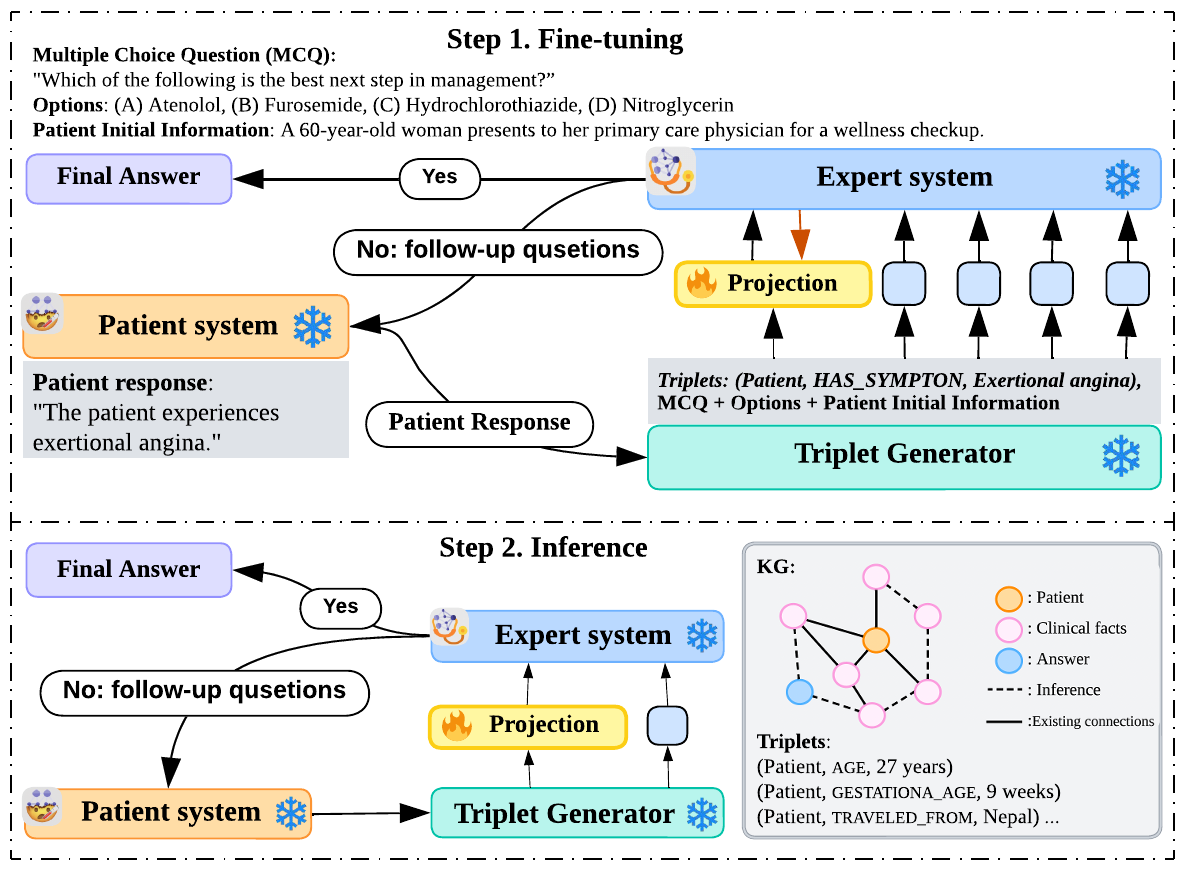 Step 1. Fine-tuning
Multiple Choice Question (MCQ):
"Which of the following is the best next step in management?”
Options: (A) Atenolol, (B) Furosemide, (C) Hydrochlorothiazide, (D) Nitroglycerin
Patient Initial Information: A 60-year-old woman presents to her primary care physician for a wellness checkup.
Final Answer
Yes
Expert system
No: follow-up qusetions
Projection
Patient system
Patient response:
"The patient experiences
exertional angina."
Patient Response
Triplets: (Patient, HAS_SYMPTON, Exertional angina),
MCQ + Options + Patient Initial Information
Triplet Generator
Step 2. Inference
Final Answer
Yes
Expert system
No: follow-up qusetions
Projection
Patient system
Triplet Generator
KG:
: Patient
: Clinical facts
: Answer
: Inference
:Existing connections
Triplets:
(Patient, AGE, 27 years)
(Patient, GESTATIONA_AGE, 9 weeks)
(Patient, TRAVELED_FROM, Nepal) ...